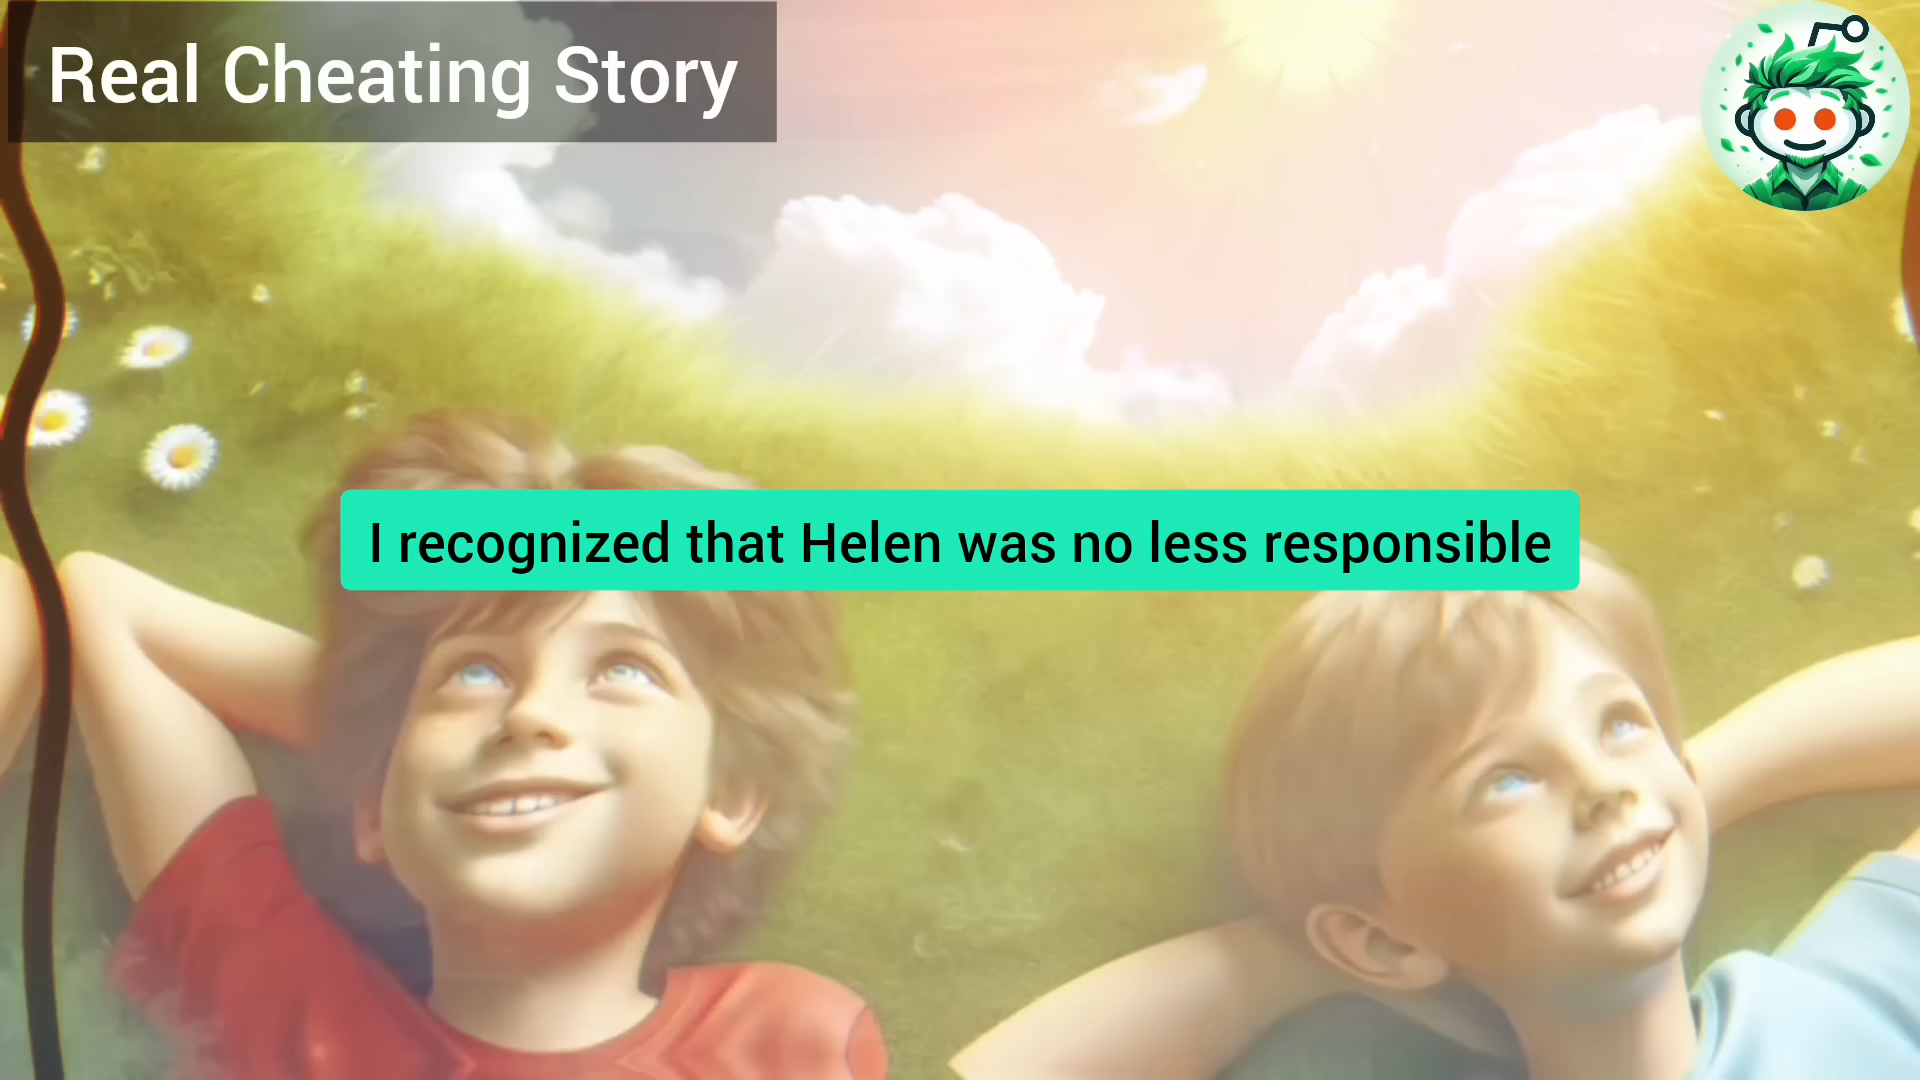 Real Cheating Story
I recognized that Helen was no less responsible